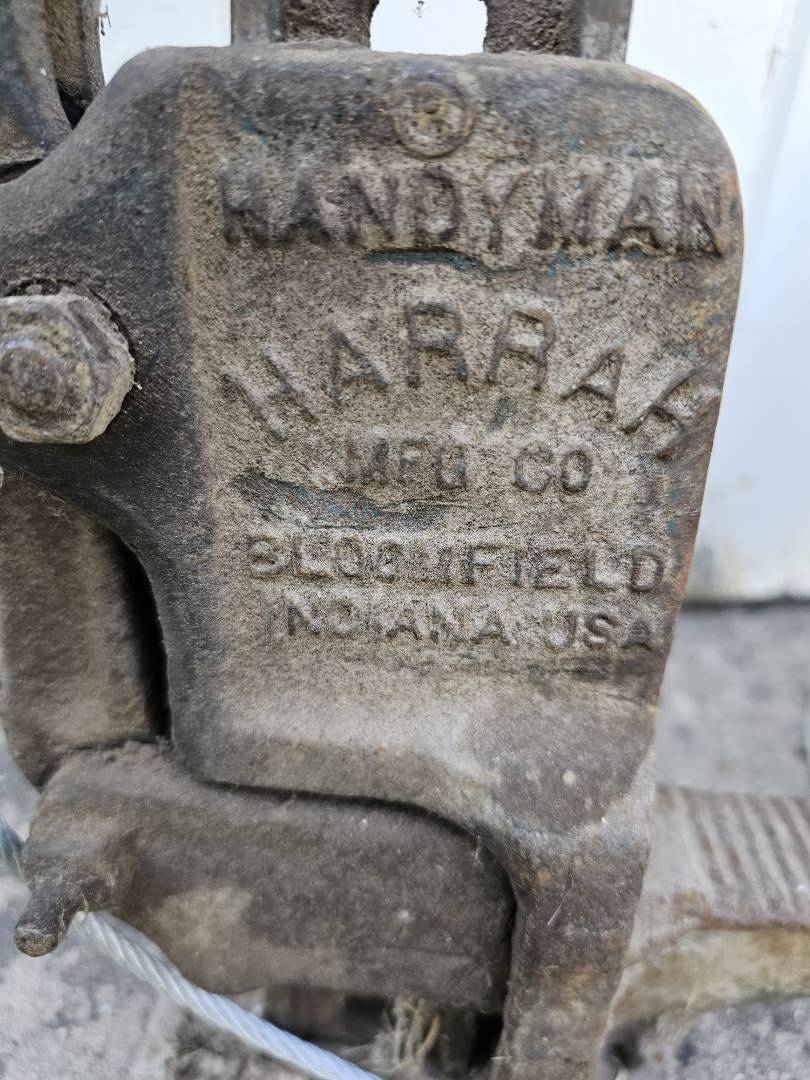 ®
HANDYMAN
HARRAH
MFG CO
BLOOMFIELD
INDIANA USA